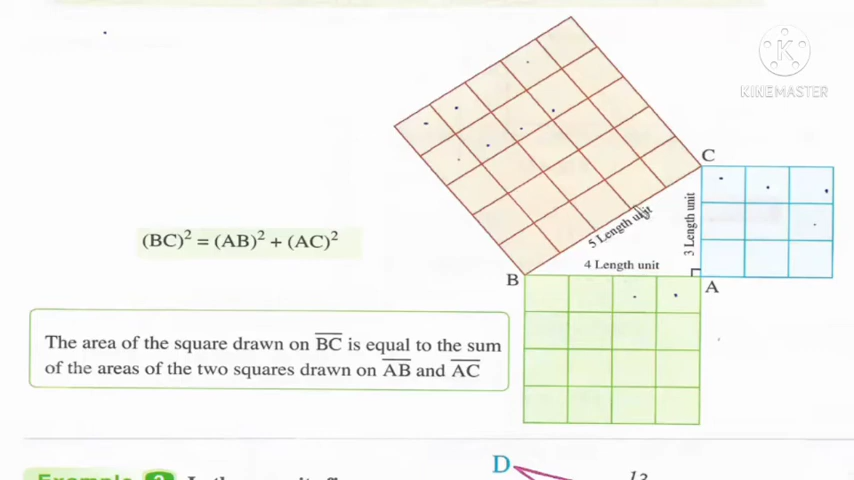 K
KINEMASTER
C
3 Length unit
5 Length unit
(BC)² = (AB)² + (AC)²
4 Length unit
B
A
The area of the square drawn on BC is equal to the sum
of the areas of the two squares drawn on AB and AC
D
Example 2